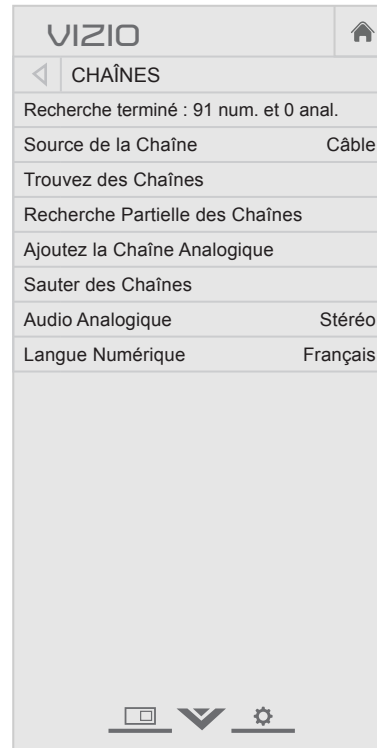 VIZIO
CHAÎNES
Recherche terminé : 91 num. et 0 anal.
Source de la Chaîne Câble
Trouvez des Chaînes
Recherche Partielle des Chaînes
Ajoutez la Chaîne Analogique
Sauter des Chaînes
Audio Analogique Stéréo
Langue Numérique Français